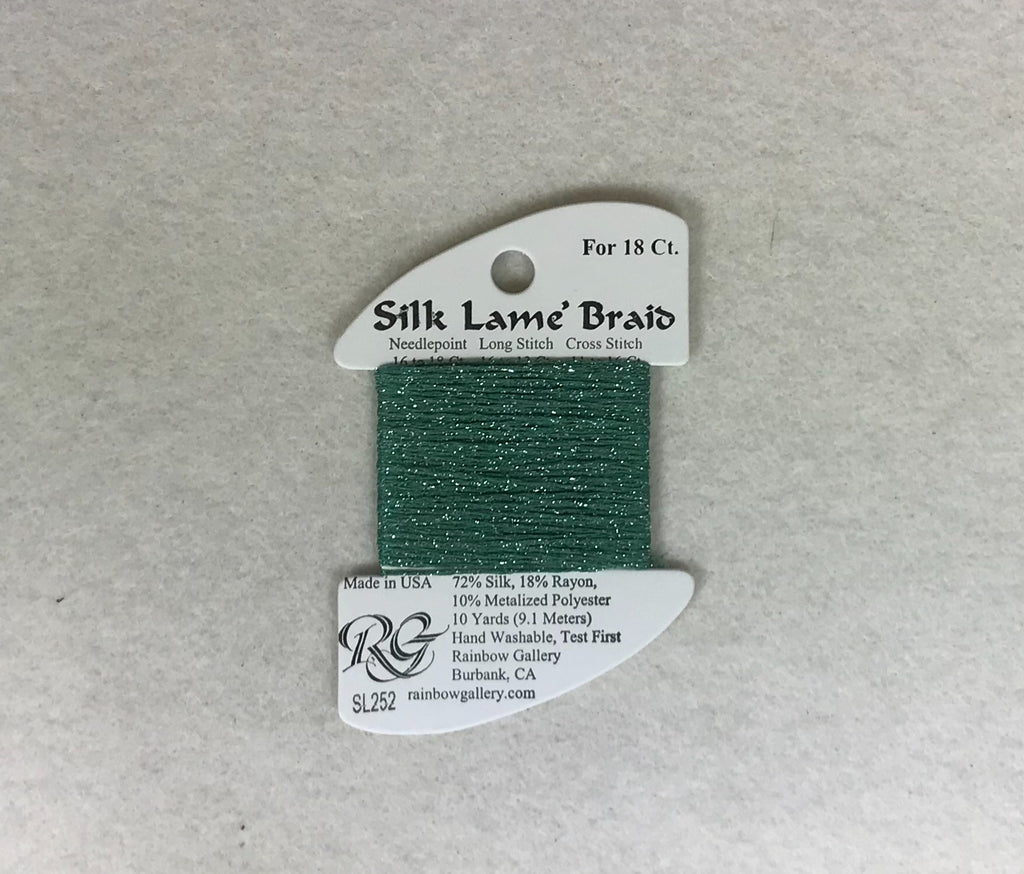 For 18 Ct.
Silk Lame' Braid
Needlepoint Long Stitch Cross Stitch
Made in USA
72% Silk, 18% Rayon,
10% Metalized Polyester
10 Yards (9.1 Meters)
Hand Washable, Test First
Rainbow Gallery
Burbank, CA
rainbowgallery.com
RG
SL252